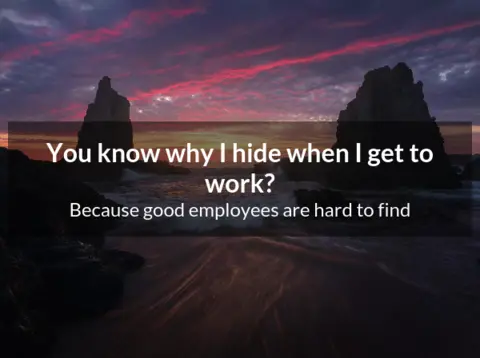 You know why I hide when I get to
work?
Because good employees are hard to find